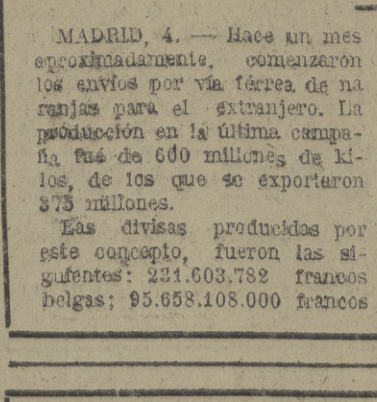 MADRID, 4. — Hace un mes
aproximadamente, comenzaron
los envíos por vía férrea de na
ranjas para el extranjero. La
producción en la última campa-
ña fué de 600 millones de ki-
los, de los que se exportaron
375 millones.
Las divisas producidas por
este concepto, fueron las si-
guientes: 231.603.782 francos
belgas; 95.658.108.000 francos